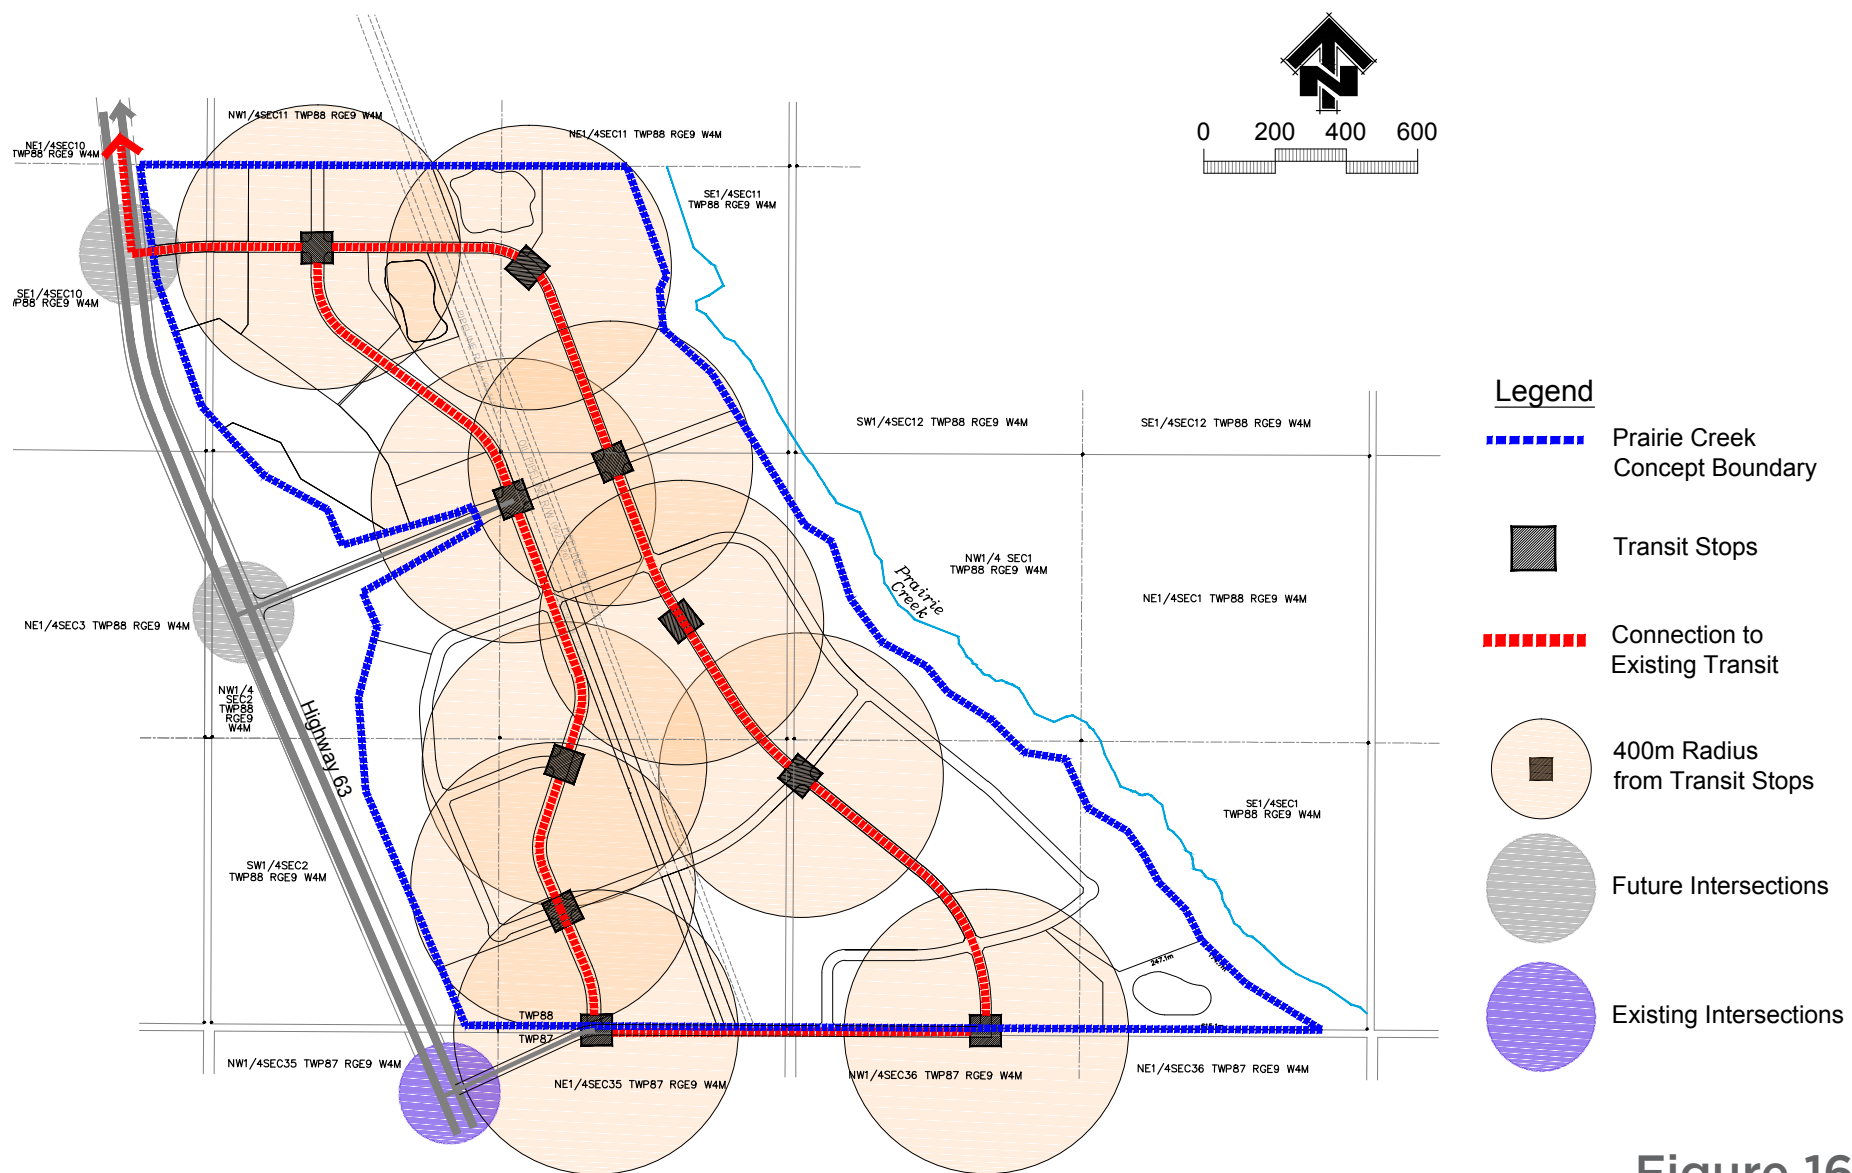 0 200 400 600
NW1/4SEC11 TWP88 RGE9 W4M
NE1/4SEC11 TWP88 RGE9 W4M
NE1/4SEC10
TWP88 RGE9 W4M
SE1/4SEC11
TWP88 RGE9 W4M
SE1/4SEC10
TWP88 RGE9 W4M
SW1/4SEC12 TWP88 RGE9 W4M
SE1/4SEC12 TWP88 RGE9 W4M
NW1/4 SEC1
TWP88 RGE9 W4M
Prairie
Creek
NE1/4SEC1 TWP88 RGE9 W4M
NE1/4SEC3 TWP88 RGE9 W4M
NW1/4
SEC2
TWP88
RGE9
W4M
Highway 63
SE1/4SEC1
TWP88 RGE9 W4M
SW1/4SEC2
TWP88 RGE9 W4M
247.1m
TWP88
TWP87
NW1/4SEC35 TWP87 RGE9 W4M
NE1/4SEC35 TWP87 RGE9 W4M
NW1/4SEC36 TWP87 RGE9 W4M
NE1/4SEC36 TWP87 RGE9 W4M
Legend
Prairie Creek
Concept Boundary
Transit Stops
Connection to
Existing Transit
400m Radius
from Transit Stops
Future Intersections
Existing Intersections
Figure 16